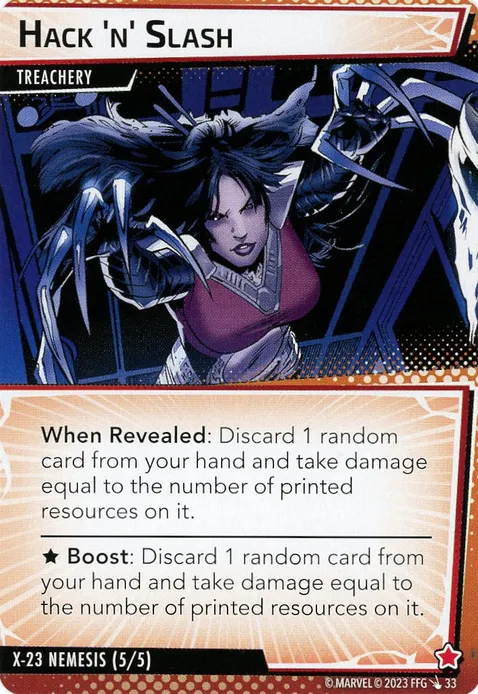 Hack 'n' Slash
TREACHERY
When Revealed: Discard 1 random
card from your hand and take damage
equal to the number of printed
resources on it.
★ Boost: Discard 1 random card from
your hand and take damage equal to
the number of printed resources on it.
X-23 NEMESIS (5/5)
© MARVEL © 2023 FFG 33